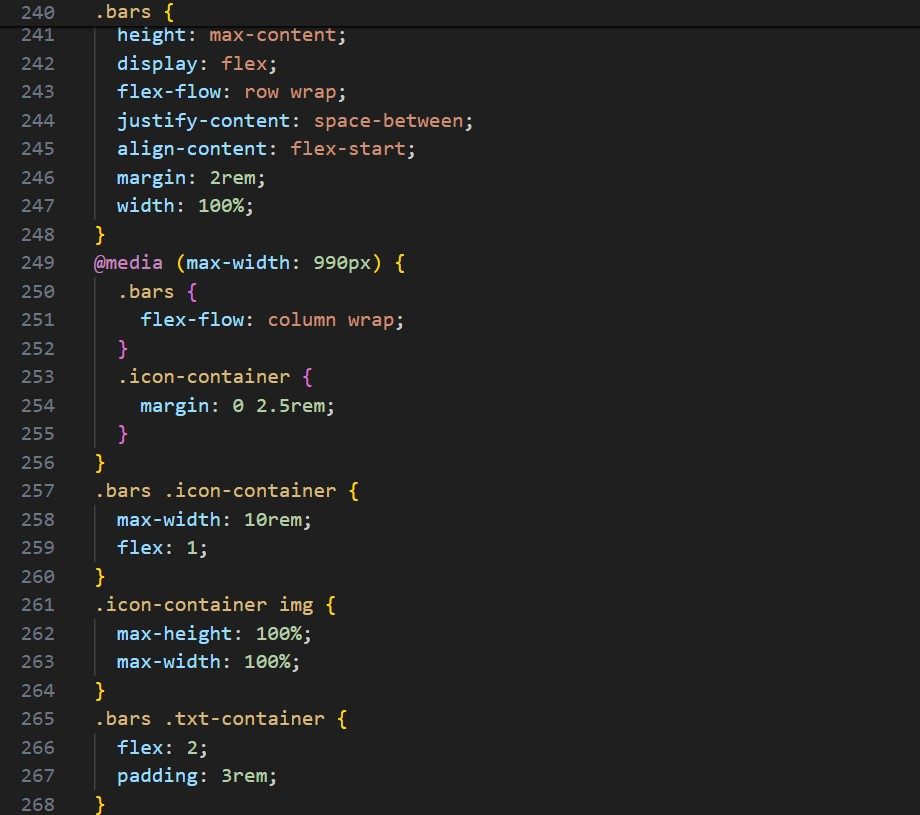 240 .bars {
241 height: max-content;
242 display: flex;
243 flex-flow: row wrap;
244 justify-content: space-between;
245 align-content: flex-start;
246 margin: 2rem;
247 width: 100%;
248 }
249 @media (max-width: 990px) {
250 .bars {
251 flex-flow: column wrap;
252 }
253 .icon-container {
254 margin: 0 2.5rem;
255 }
256 }
257 .bars .icon-container {
258 max-width: 10rem;
259 flex: 1;
260 }
261 .icon-container img {
262 max-height: 100%;
263 max-width: 100%;
264 }
265 .bars .txt-container {
266 flex: 2;
267 padding: 3rem;
268 }